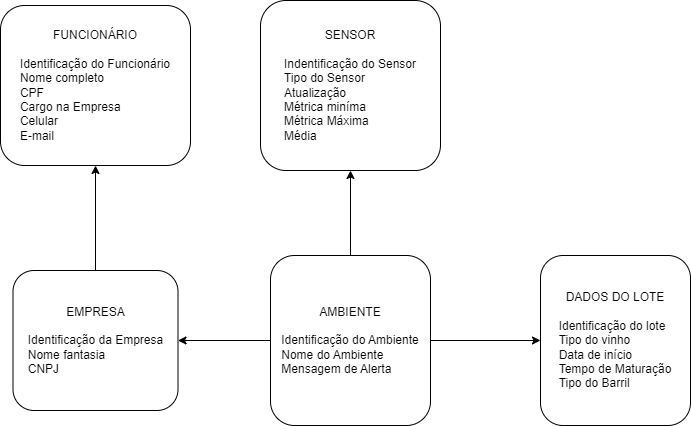 FUNCIONÁRIO
Identificação do Funcionário
Nome completo
CPF
Cargo na Empresa
Celular
E-mail
SENSOR
Indentificação do Sensor
Tipo do Sensor
Atualização
Métrica miníma
Métrica Máxima
Média
EMPRESA
Identificação da Empresa
Nome fantasia
CNPJ
AMBIENTE
Identificação do Ambiente
Nome do Ambiente
Mensagem de Alerta
DADOS DO LOTE
Identificação do lote
Tipo do vinho
Data de início
Tempo de Maturação
Tipo do Barril